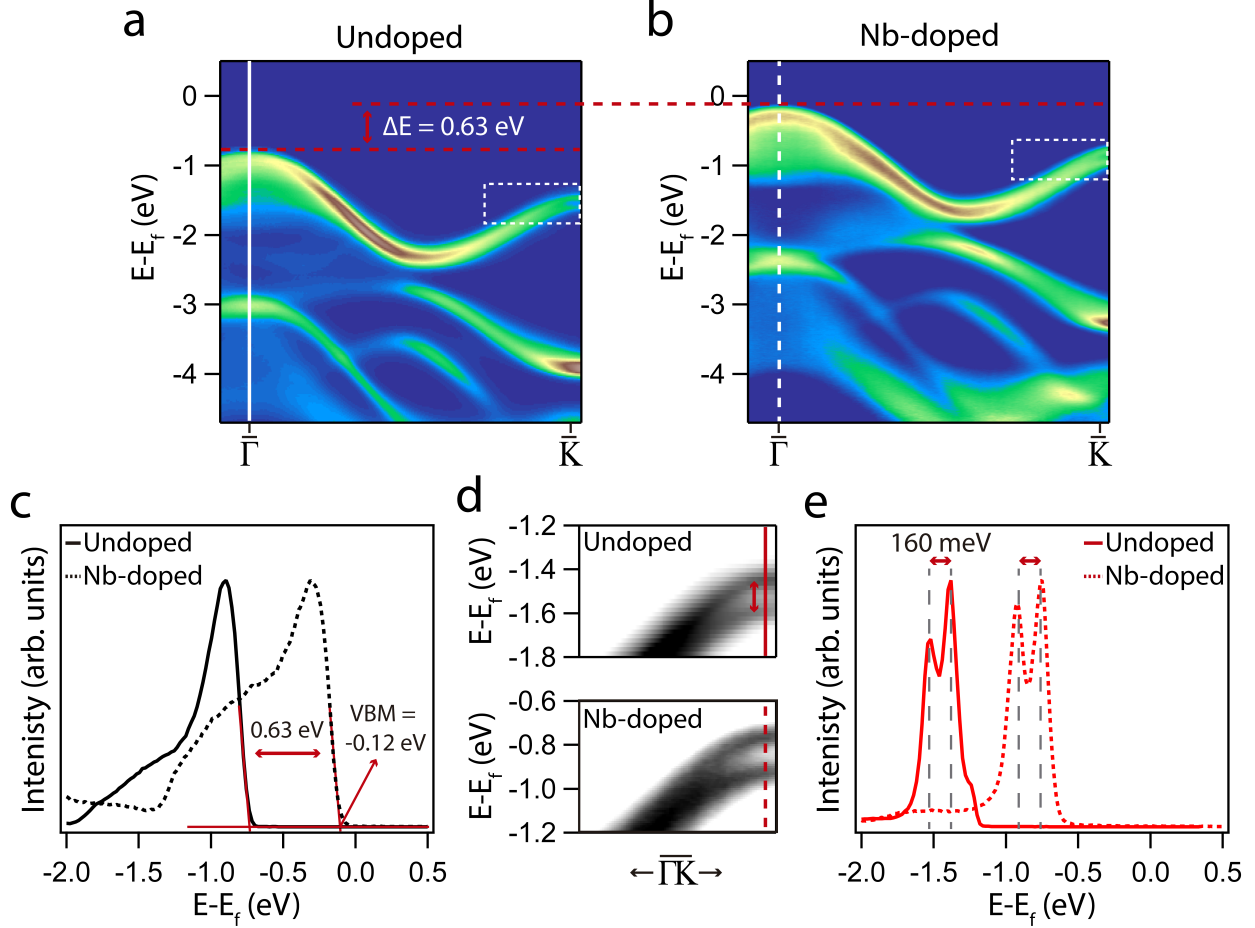 a
Undoped
b
Nb-doped
0
-1
-2
-3
-4
E-E_f (eV)
ΔE = 0.63 eV
Γ̅
K̅
0
-1
-2
-3
-4
E-E_f (eV)
Γ̅
K̅
c
Undoped
Nb-doped
0.63 eV
VBM =
-0.12 eV
Intenisty (arb. units)
-2.0 -1.5 -1.0 -0.5 0.0 0.5
E-E_f (eV)
d
-1.2
-1.4
-1.6
-1.8
E-E_f (eV)
Undoped
-0.6
-0.8
-1.0
-1.2
E-E_f (eV)
Nb-doped
←Γ̅K̅→
e
160 meV
Undoped
Nb-doped
Intenisty (arb. units)
-2.0 -1.5 -1.0 -0.5 0.0 0.5
E-E_f (eV)